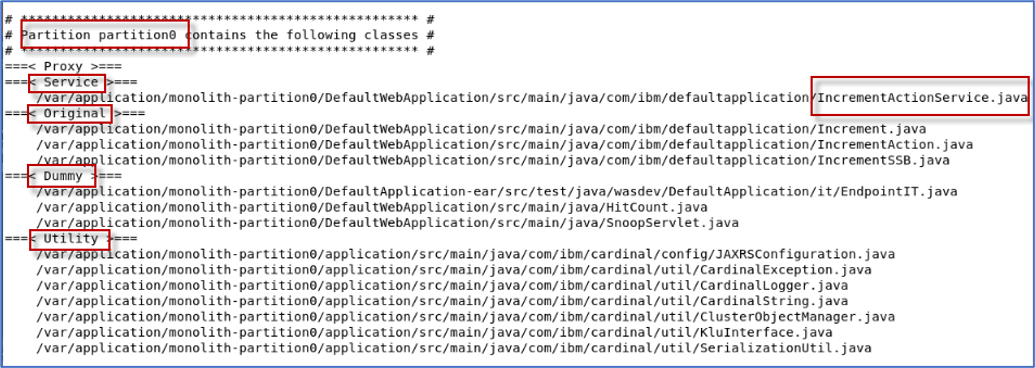 # ************************************************** #
# Partition partition0 contains the following classes #
# ************************************************** #
===< Proxy >===
===< Service >===
/var/application/monolith-partition0/DefaultWebApplication/src/main/java/com/ibm/defaultapplication/IncrementActionService.java
===< Original >===
/var/application/monolith-partition0/DefaultWebApplication/src/main/java/com/ibm/defaultapplication/Increment.java
/var/application/monolith-partition0/DefaultWebApplication/src/main/java/com/ibm/defaultapplication/IncrementAction.java
/var/application/monolith-partition0/DefaultWebApplication/src/main/java/com/ibm/defaultapplication/IncrementSSB.java
===< Dummy >===
/var/application/monolith-partition0/DefaultApplication-ear/src/test/java/wasdev/DefaultApplication/it/EndpointIT.java
/var/application/monolith-partition0/DefaultWebApplication/src/main/java/HitCount.java
/var/application/monolith-partition0/DefaultWebApplication/src/main/java/SnoopServlet.java
===< Utility >===
/var/application/monolith-partition0/application/src/main/java/com/ibm/cardinal/config/JAXRSConfiguration.java
/var/application/monolith-partition0/application/src/main/java/com/ibm/cardinal/util/CardinalException.java
/var/application/monolith-partition0/application/src/main/java/com/ibm/cardinal/util/CardinalLogger.java
/var/application/monolith-partition0/application/src/main/java/com/ibm/cardinal/util/CardinalString.java
/var/application/monolith-partition0/application/src/main/java/com/ibm/cardinal/util/ClusterObjectManager.java
/var/application/monolith-partition0/application/src/main/java/com/ibm/cardinal/util/KluInterface.java
/var/application/monolith-partition0/application/src/main/java/com/ibm/cardinal/util/SerializationUtil.java